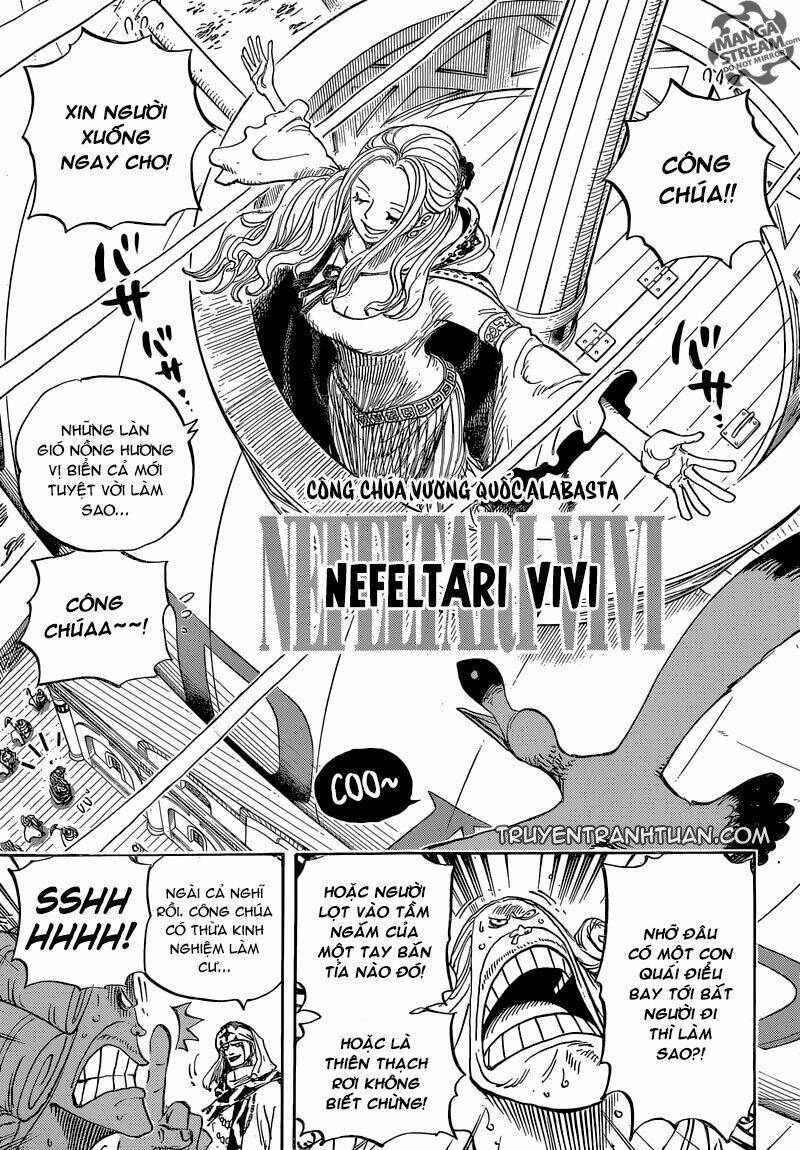 MANGA
STREAM.COM
DO NOT MIRROR
CÔNG
CHÚA!!
XIN NGƯỜI
XUỐNG
NGAY CHO!
バサ
バサ
NHỮNG LÀN
GIÓ NỒNG HƯƠNG
VỊ BIỂN CẢ MỚI
TUYỆT VỜI LÀM
SAO...
CÔNG CHÚA VƯƠNG QUỐC ALABASTA
NEFELTARI VIVI
NEFELTARI VIVI
CÔNG
CHÚAA~~!
COO~
TRUYENTRANHTUAN.COM
NHỠ ĐÂU
CÓ MỘT CON
QUÁI ĐIỂU
BAY TỚI BẮT
NGƯỜI ĐI
THÌ LÀM
SAO?!
HOẶC NGƯỜI
LỌT VÀO TẦM
NGẮM CỦA
MỘT TAY BẮN
TỈA NÀO ĐÓ!
HOẶC LÀ
THIÊN THẠCH
RƠI KHÔNG
BIẾT CHỪNG!
NGÀI CẢ NGHĨ
RỒI. CÔNG CHÚA
CÓ THỪA KINH
NGHIỆM LÀM
CƯ...
SSHH
HHHH!